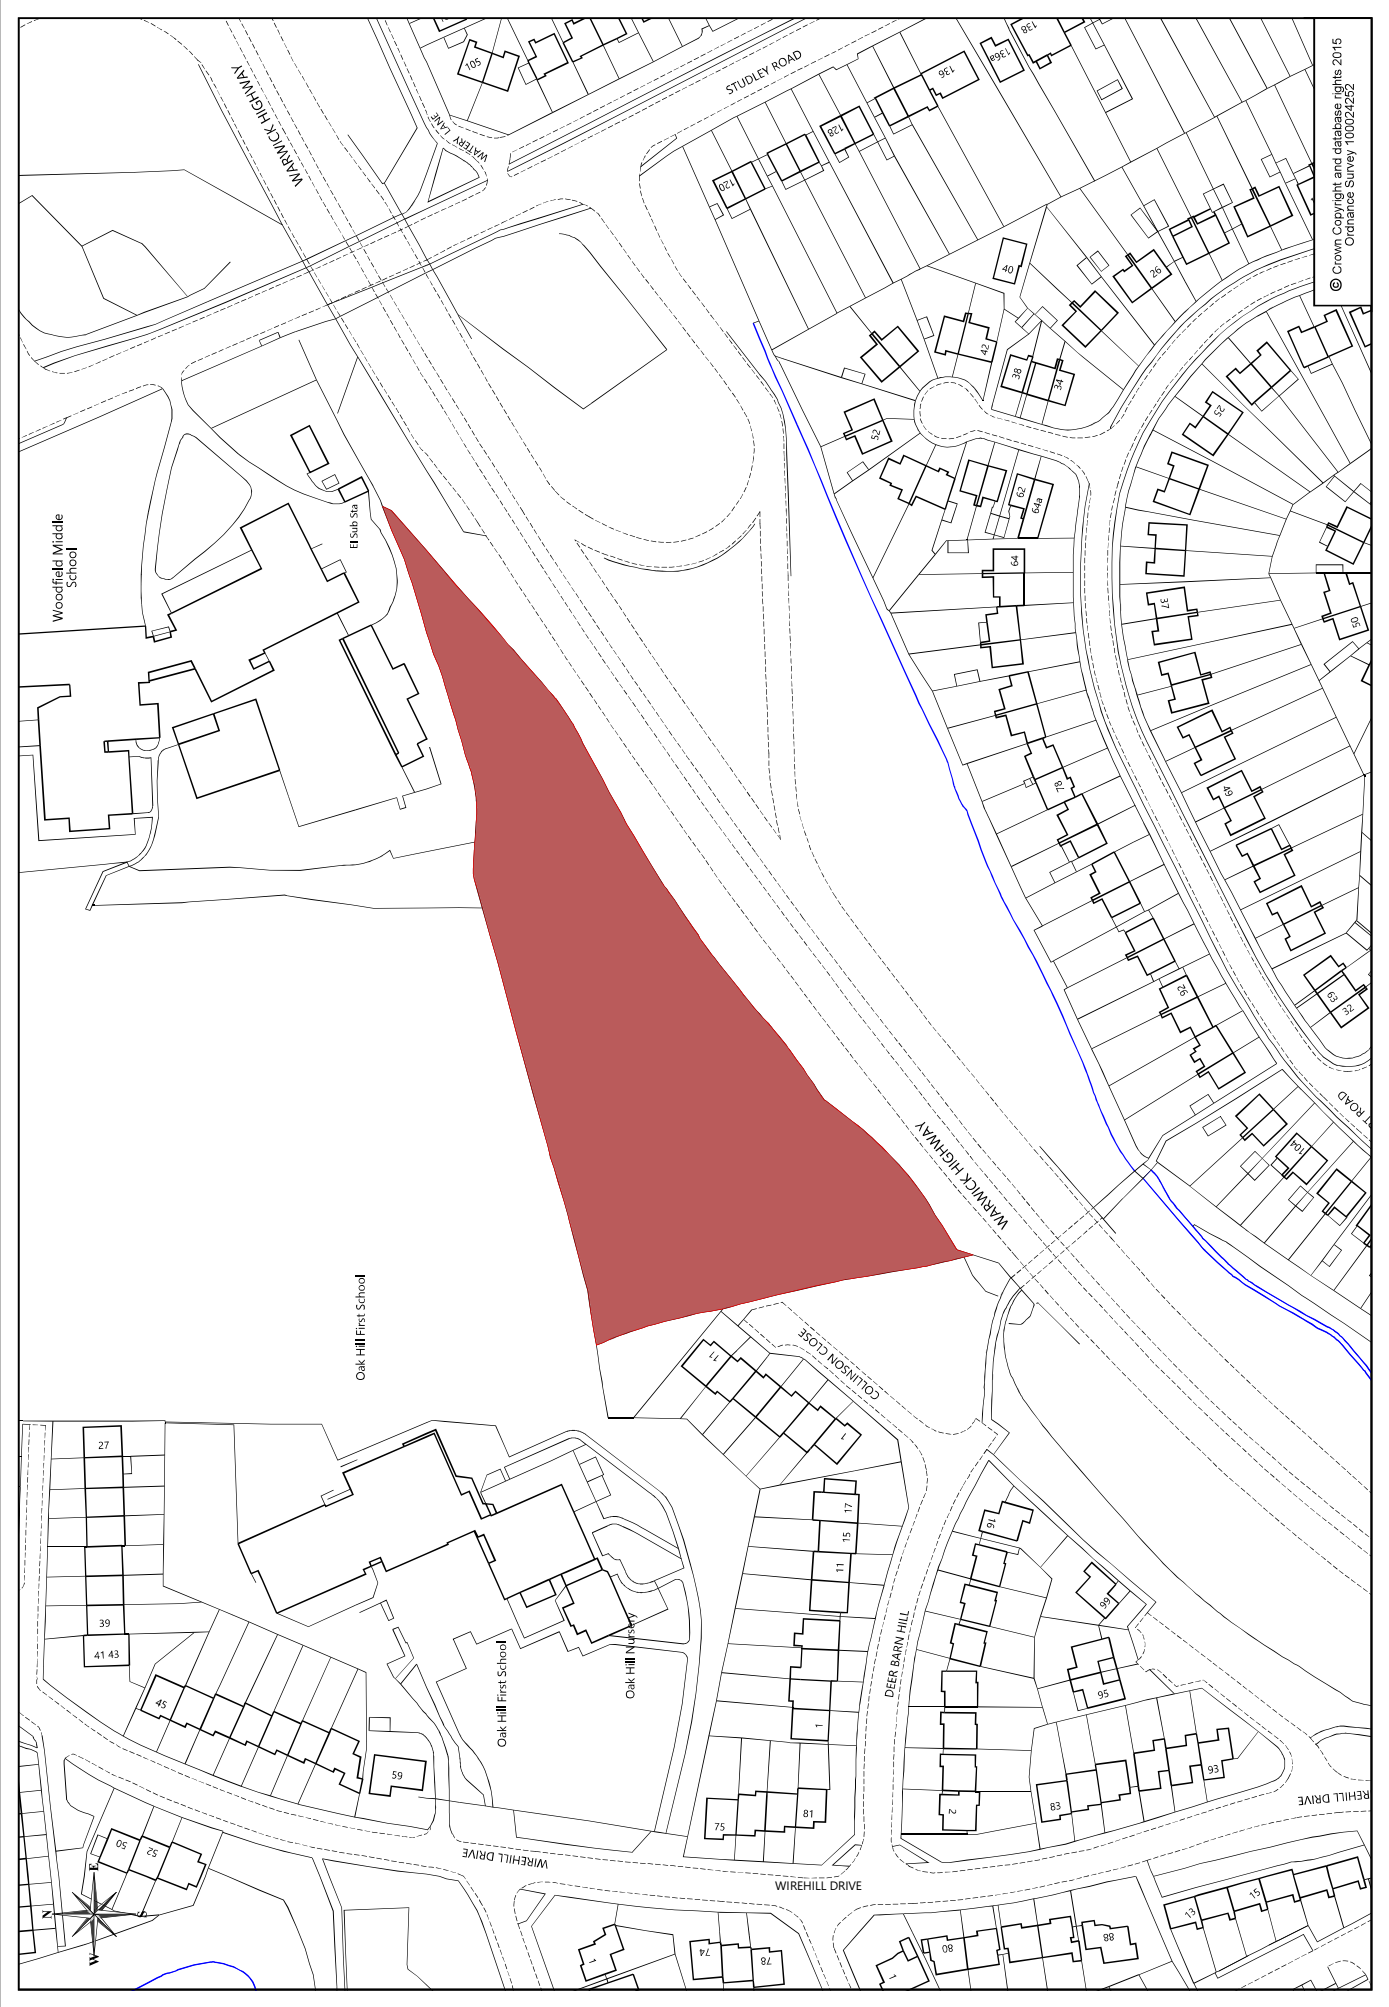 © Crown Copyright and database rights 2015
Ordnance Survey 100024252
138
136a
136
STUDLEY ROAD
105
WATERY LANE
WARWICK HIGHWAY
128
120
40
26
42
38
34
25
52
62
64a
64
El Sub Sta
Woodfield Middle
School
37
50
78
49
92
63
32
T ROAD
104
WARWICK HIGHWAY
Oak Hill First School
COLLINSON CLOSE
11
1
27
17
15
11
16
39
41 43
99
45
DEER BARN HILL
Oak Hill First School
Oak Hill Nursery
95
1
59
93
2
83
81
75
REHILL DRIVE
50
52
WIREHILL DRIVE
WIREHILL DRIVE
N
E
S
W
13
15
1
74
78
80
88
1